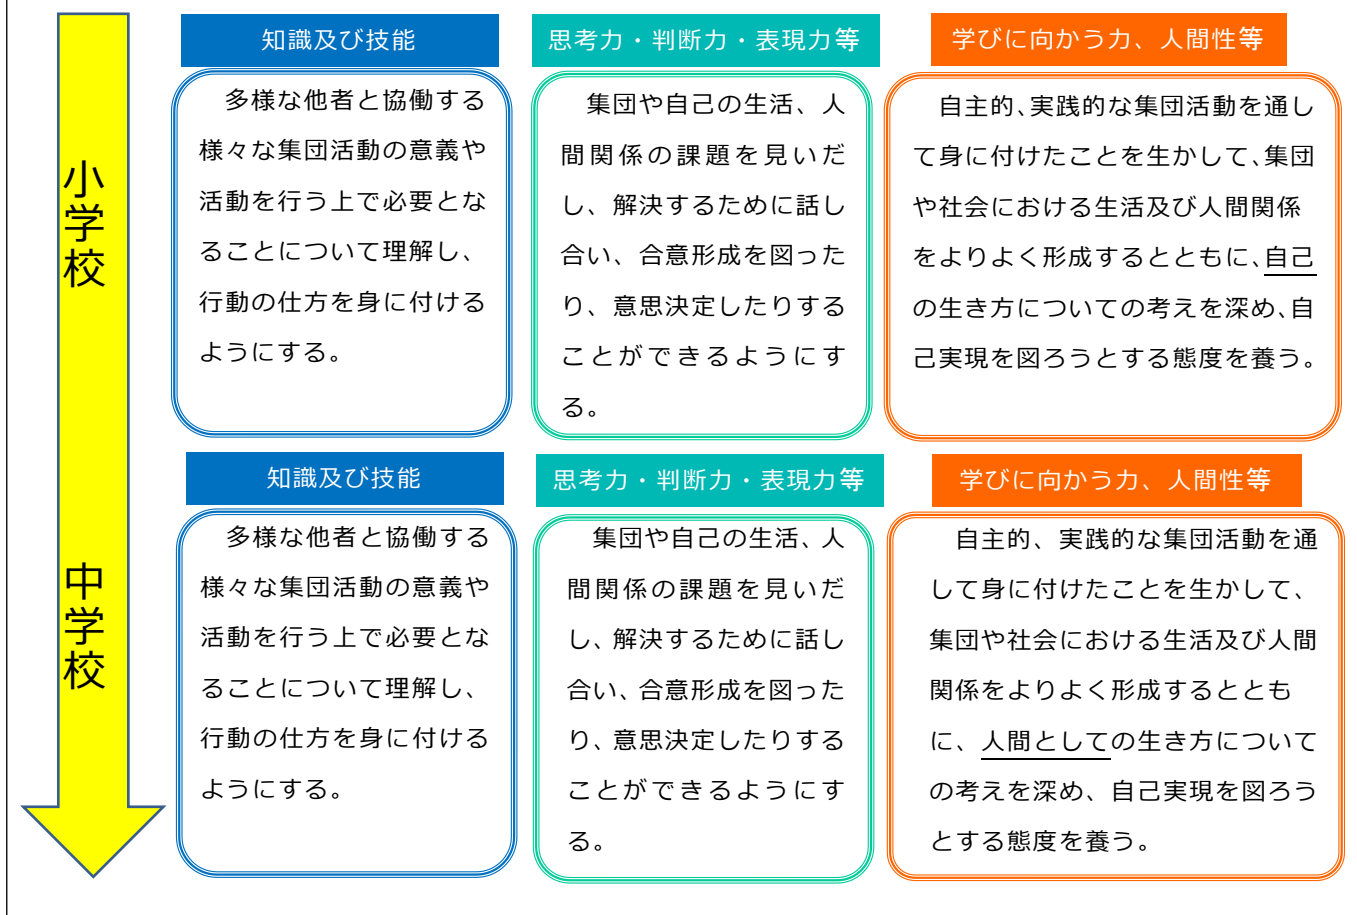 小学校
知識及び技能
多様な他者と協働する
様々な集団活動の意義や
活動を行う上で必要とな
ることについて理解し、
行動の仕方を身に付ける
ようにする。
思考力・判断力・表現力等
集団や自己の生活、人
間関係の課題を見いだ
し、解決するために話し
合い、合意形成を図った
り、意思決定したりする
ことができるようにす
る。
学びに向かう力、人間性等
自主的、実践的な集団活動を通し
て身に付けたことを生かして、集団
や社会における生活及び人間関係
をよりよく形成するとともに、自己
の生き方についての考えを深め、自
己実現を図ろうとする態度を養う。
中学校
知識及び技能
多様な他者と協働する
様々な集団活動の意義や
活動を行う上で必要とな
ることについて理解し、
行動の仕方を身に付ける
ようにする。
思考力・判断力・表現力等
集団や自己の生活、人
間関係の課題を見いだ
し、解決するために話し
合い、合意形成を図った
り、意思決定したりする
ことができるようにす
る。
学びに向かう力、人間性等
自主的、実践的な集団活動を通
して身に付けたことを生かして、
集団や社会における生活及び人間
関係をよりよく形成するととも
に、人間としての生き方について
の考えを深め、自己実現を図ろう
とする態度を養う。